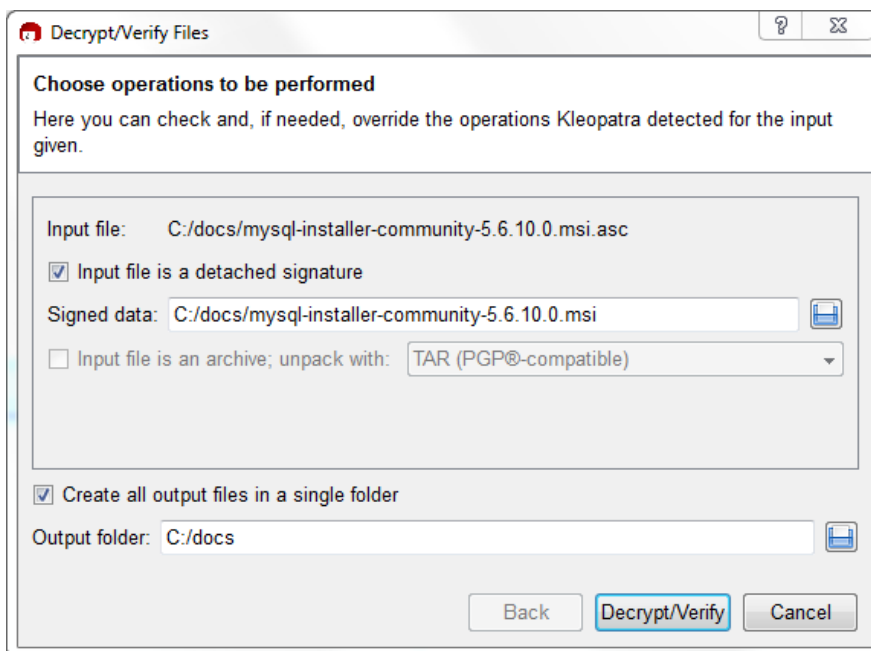 Decrypt/Verify Files
Choose operations to be performed
Here you can check and, if needed, override the operations Kleopatra detected for the input
given.
Input file: C:/docs/mysql-installer-community-5.6.10.0.msi.asc
Input file is a detached signature
Signed data: C:/docs/mysql-installer-community-5.6.10.0.msi
Input file is an archive; unpack with: TAR (PGP®-compatible)
Create all output files in a single folder
Output folder: C:/docs
Back Decrypt/Verify Cancel